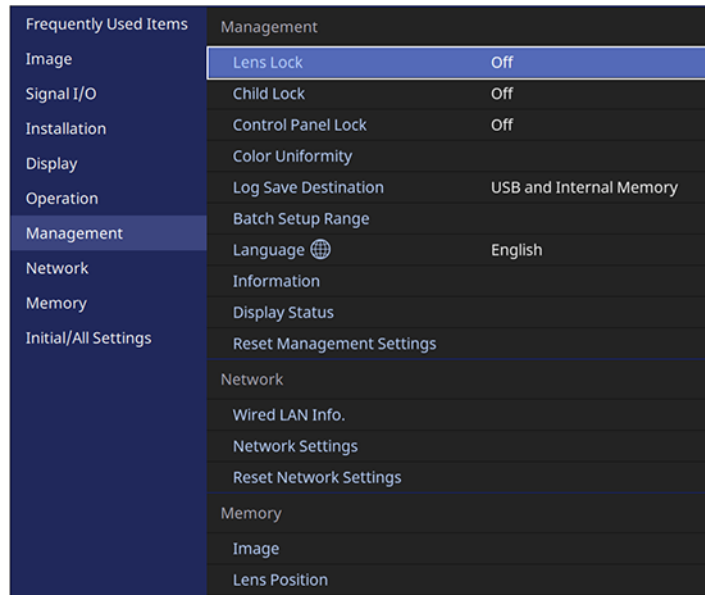 Frequently Used Items
Image
Signal I/O
Installation
Display
Operation
Management
Network
Memory
Initial/All Settings
Management
Lens Lock Off
Child Lock Off
Control Panel Lock Off
Color Uniformity
Log Save Destination USB and Internal Memory
Batch Setup Range
Language English
Information
Display Status
Reset Management Settings
Network
Wired LAN Info.
Network Settings
Reset Network Settings
Memory
Image
Lens Position